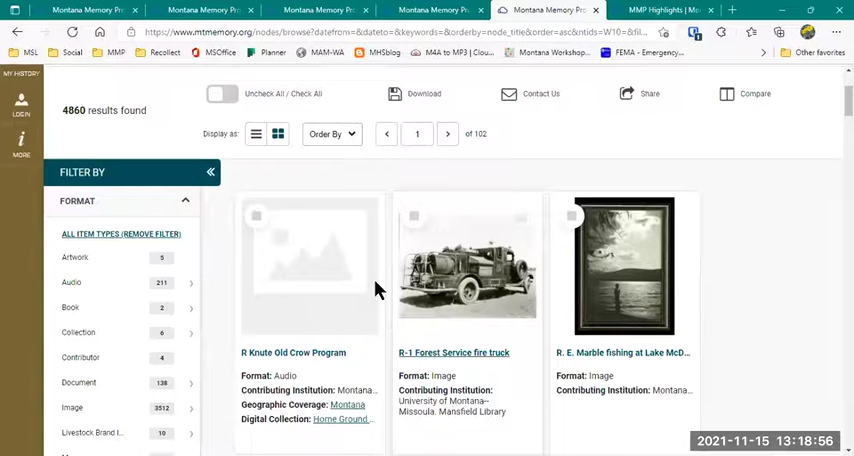 Montana Memory Pro
Montana Memory Pro
Montana Memory Pro
Montana Memory Pro
Montana Memory Pro
MMP Highlights | Mo
https://www.mtmemory.org/nodes/browse?datefrom=&dateto=&keywords=&orderby=node_title&order=asc&ntids=W10=&fil...
MSL
Social
MMP
Recollect
MSOffice
Planner
MAM-WA
MHSblog
M4A to MP3 | Clou...
Montana Workshop...
FEMA - Emergency...
Other favorites
MY HISTORY
LOGIN
MORE
4860 results found
Uncheck All / Check All
Download
Contact Us
Share
Compare
Display as:
Order By
1
of 102
FILTER BY
FORMAT
ALL ITEM TYPES (REMOVE FILTER)
Artwork 5
Audio 211
Book 2
Collection 6
Contributor 4
Document 138
Image 3512
Livestock Brand I... 10
R Knute Old Crow Program
Format: Audio
Contributing Institution: Montana...
Geographic Coverage: Montana
Digital Collection: Home Ground ...
R-1 Forest Service fire truck
Format: Image
Contributing Institution:
University of Montana--
Missoula. Mansfield Library
R. E. Marble fishing at Lake McD...
Format: Image
Contributing Institution: Montana...
2021-11-15 13:18:56